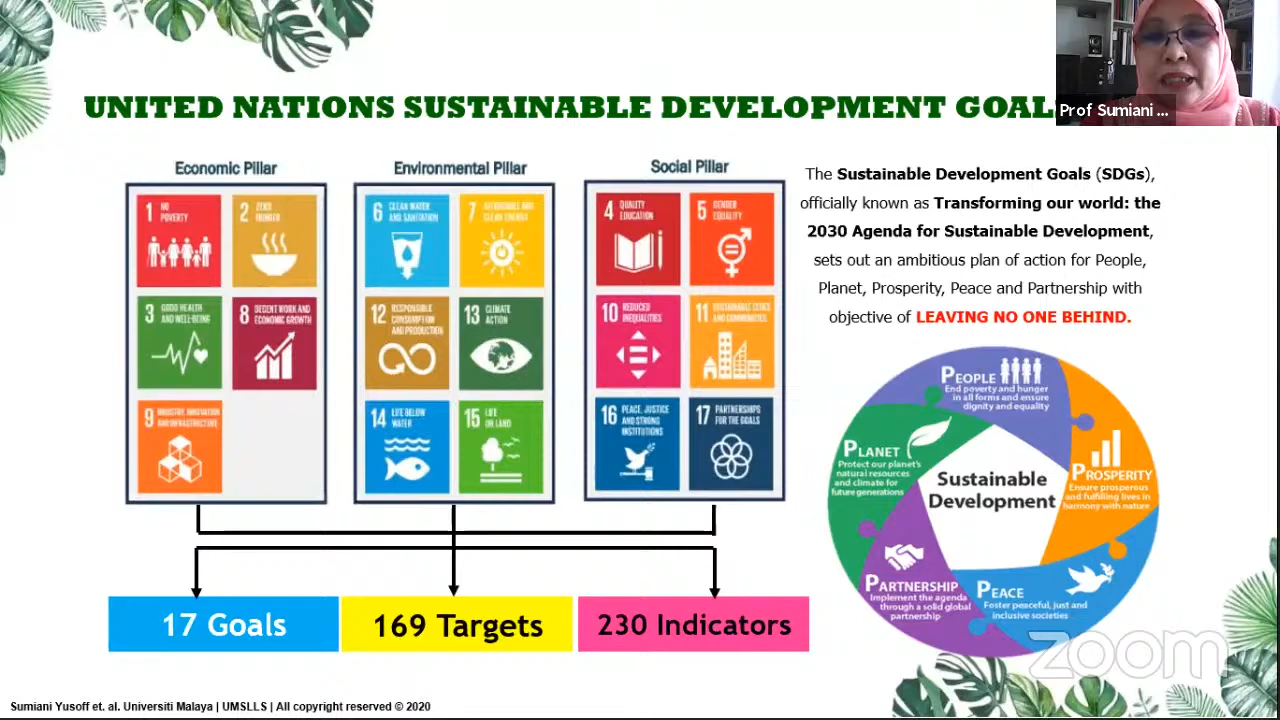 UNITED NATIONS SUSTAINABLE DEVELOPMENT GOALS
Prof Sumiani ...
Economic Pillar
1 NO POVERTY
2 ZERO HUNGER
3 GOOD HEALTH AND WELL-BEING
8 DECENT WORK AND ECONOMIC GROWTH
9 INDUSTRY, INNOVATION AND INFRASTRUCTURE
Environmental Pillar
6 CLEAN WATER AND SANITATION
7 AFFORDABLE AND CLEAN ENERGY
12 RESPONSIBLE CONSUMPTION AND PRODUCTION
13 CLIMATE ACTION
14 LIFE BELOW WATER
15 LIFE ON LAND
Social Pillar
4 QUALITY EDUCATION
5 GENDER EQUALITY
10 REDUCED INEQUALITIES
11 SUSTAINABLE CITIES AND COMMUNITIES
16 PEACE, JUSTICE AND STRONG INSTITUTIONS
17 PARTNERSHIPS FOR THE GOALS
17 Goals
169 Targets
230 Indicators
The Sustainable Development Goals (SDGs),
officially known as Transforming our world: the
2030 Agenda for Sustainable Development,
sets out an ambitious plan of action for People,
Planet, Prosperity, Peace and Partnership with
objective of LEAVING NO ONE BEHIND.
PEOPLE
End poverty and hunger
in all forms and ensure
dignity and equality
PROSPERITY
Ensure prosperous
and fulfilling lives in
harmony with nature
PEACE
Foster peaceful, just and
inclusive societies
PARTNERSHIP
Implement the agenda
through a solid global
partnership
PLANET
Protect our planet's
natural resources
and climate for
future generations
Sustainable
Development
zoom
Sumiani Yusoff et. al. Universiti Malaya | UMSLLS | All copyright reserved © 2020